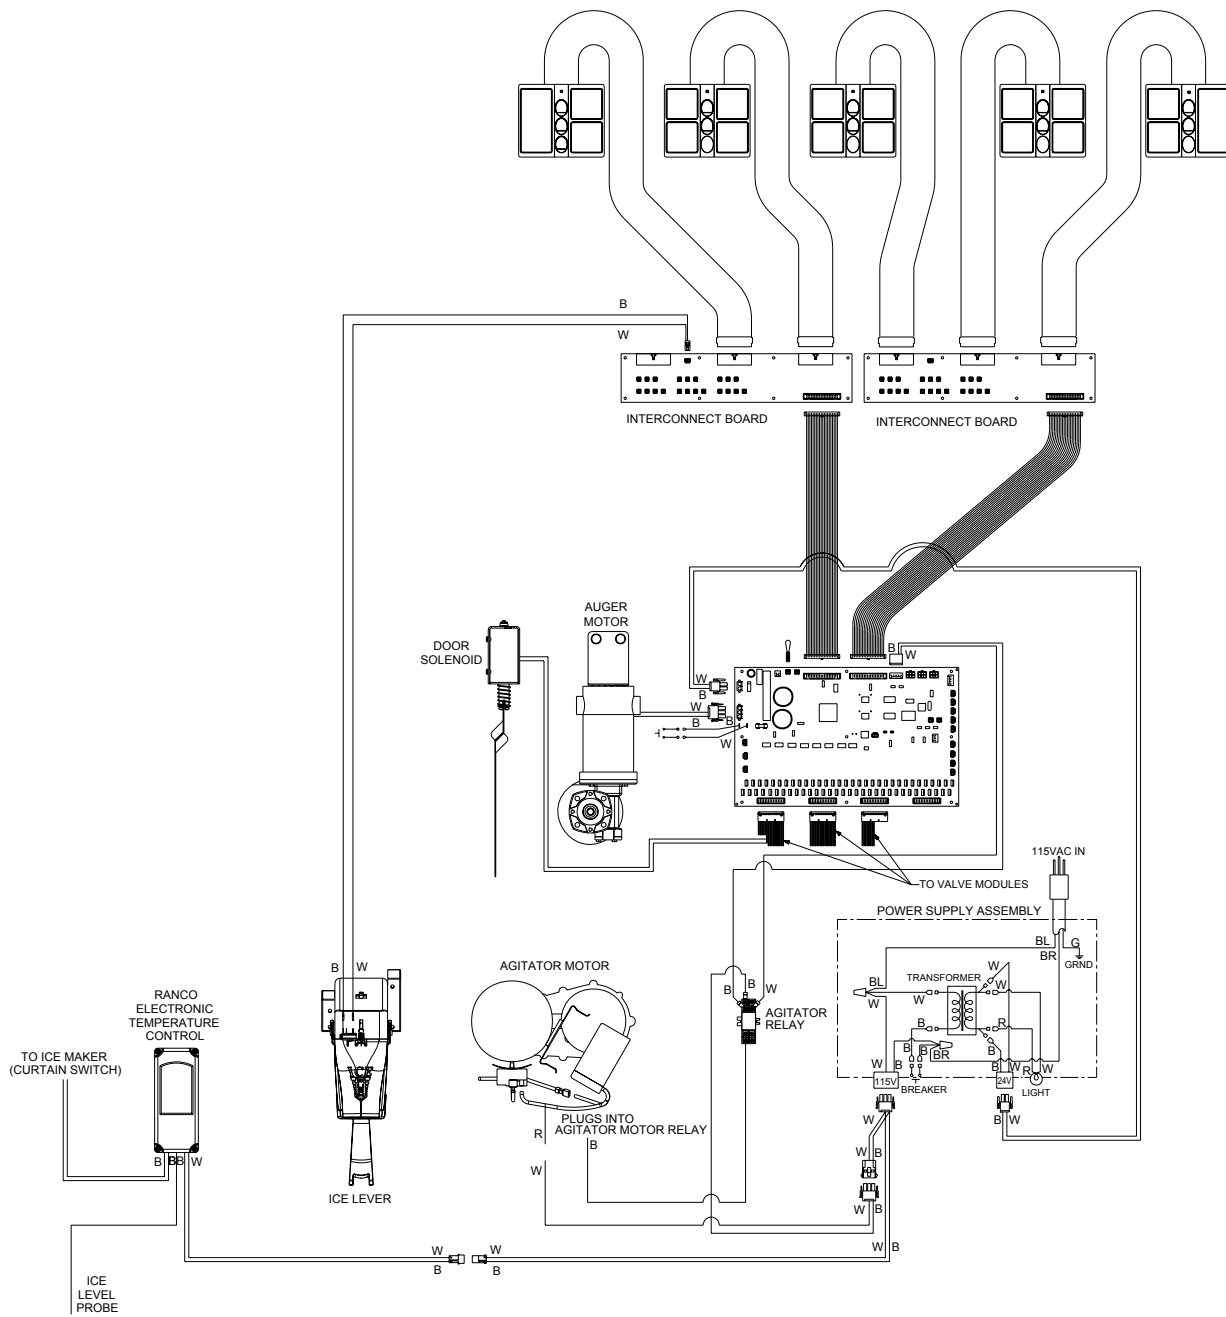 B
W
INTERCONNECT BOARD
INTERCONNECT BOARD
AUGER
MOTOR
DOOR
SOLENOID
B
W
W
B
W
B
B
W
115VAC IN
TO VALVE MODULES
POWER SUPPLY ASSEMBLY
BL
G
BR
GRND
B
W
AGITATOR MOTOR
RANCO
ELECTRONIC
TEMPERATURE
CONTROL
B
B
W
AGITATOR
RELAY
BL
W
TRANSFORMER
W
W
W
B
R
B
B
BR
B
W
B
115V
BREAKER
B
W
24V
R
W
LIGHT
TO ICE MAKER
(CURTAIN SWITCH)
PLUGS INTO
AGITATOR MOTOR RELAY
R
B
W
W
B
W
W
B
B
B
B
W
ICE LEVER
W
B
W
B
W
B
W
B
ICE
LEVEL
PROBE